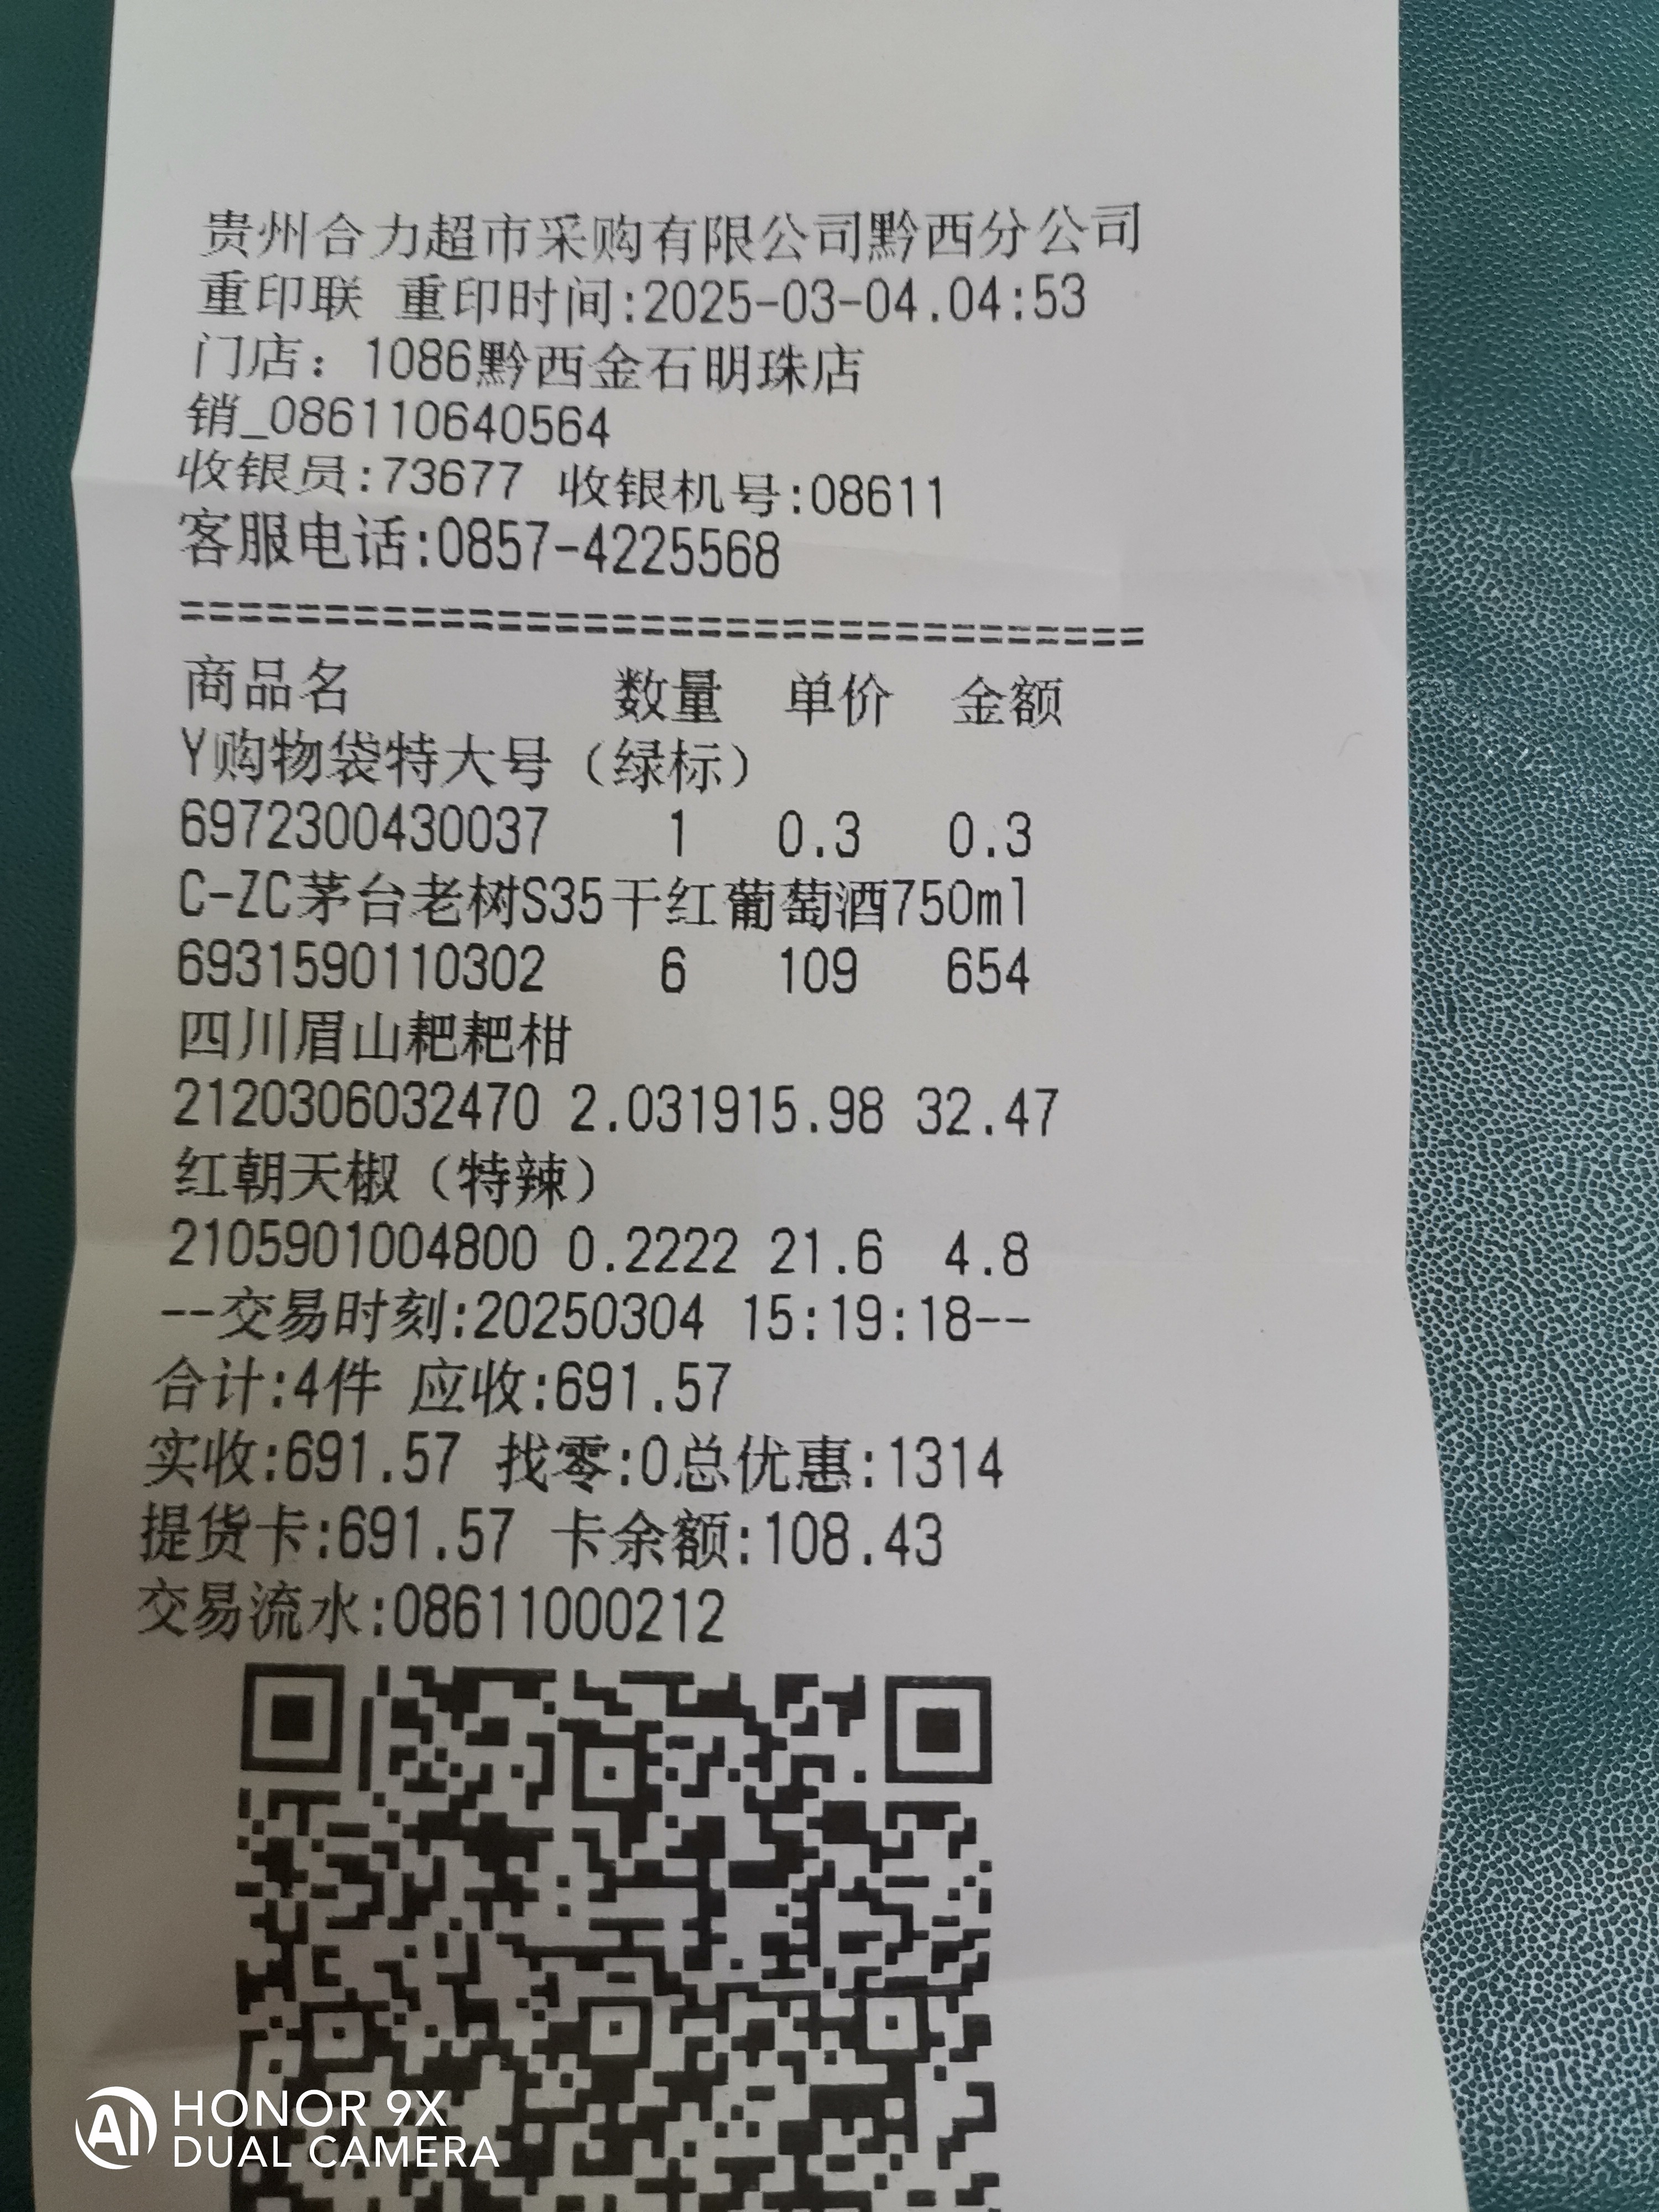 贵州合力超市采购有限公司黔西分公司
重印联 重印时间:2025-03-04.04:53
门店：1086黔西金石明珠店
销_086110640564
收银员:73677 收银机号:08611
客服电话:0857-4225568
==================================
商品名 数量 单价 金额
Y购物袋特大号（绿标）
6972300430037 1 0.3 0.3
C-ZC茅台老树S35干红葡萄酒750ml
6931590110302 6 109 654
四川眉山耙耙柑
2120306032470 2.031915.98 32.47
红朝天椒（特辣）
2105901004800 0.2222 21.6 4.8
--交易时刻:20250304 15:19:18--
合计:4件 应收:691.57
实收:691.57 找零:0总优惠:1314
提货卡:691.57 卡余额:108.43
交易流水:08611000212
AI HONOR 9X
DUAL CAMERA